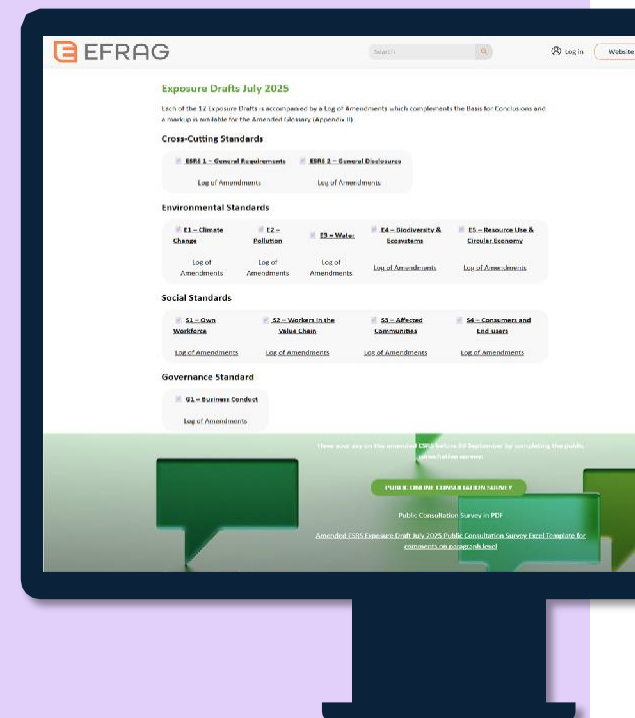 EFRAG
Search
Log in
Website
Exposure Drafts July 2025
Each of the 12 Exposure Drafts is accompanied by a Log of Amendments which complements the Basis for Conclusions and
a markup is available for the Amended Glossary (Appendix II).
Cross-Cutting Standards
ESRS 1 – General Requirements
ESRS 2 – General Disclosures
Log of Amendments
Log of Amendments
Environmental Standards
E1 – Climate
Change
E2 –
Pollution
E3 – Water
E4 – Biodiversity &
Ecosystems
E5 – Resource Use &
Circular Economy
Log of
Amendments
Log of
Amendments
Log of
Amendments
Log of Amendments
Log of Amendments
Social Standards
S1 – Own
Workforce
S2 – Workers in the
Value Chain
S3 – Affected
Communities
S4 – Consumers and
End users
Log of Amendments
Log of Amendments
Log of Amendments
Log of Amendments
Governance Standard
G1 – Business Conduct
Log of Amendments
Have your say on the amended ESRS before September by completing the public
consultation survey
PUBLIC ONLINE CONSULTATION SURVEY
Public Consultation Survey in PDF
Amended ESRS Exposure Draft July 2025 Public Consultation Survey Excel Template for
comments on paragraph level